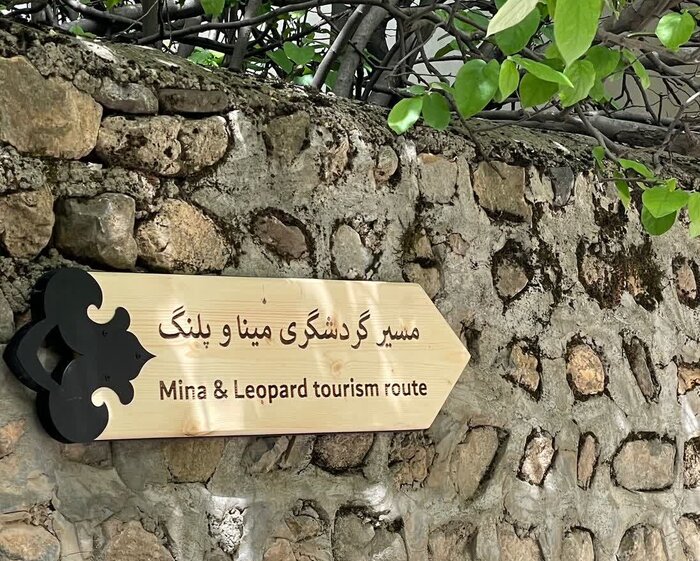 مسیر گردشگری مینا و پلنگ
Mina & Leopard tourism route